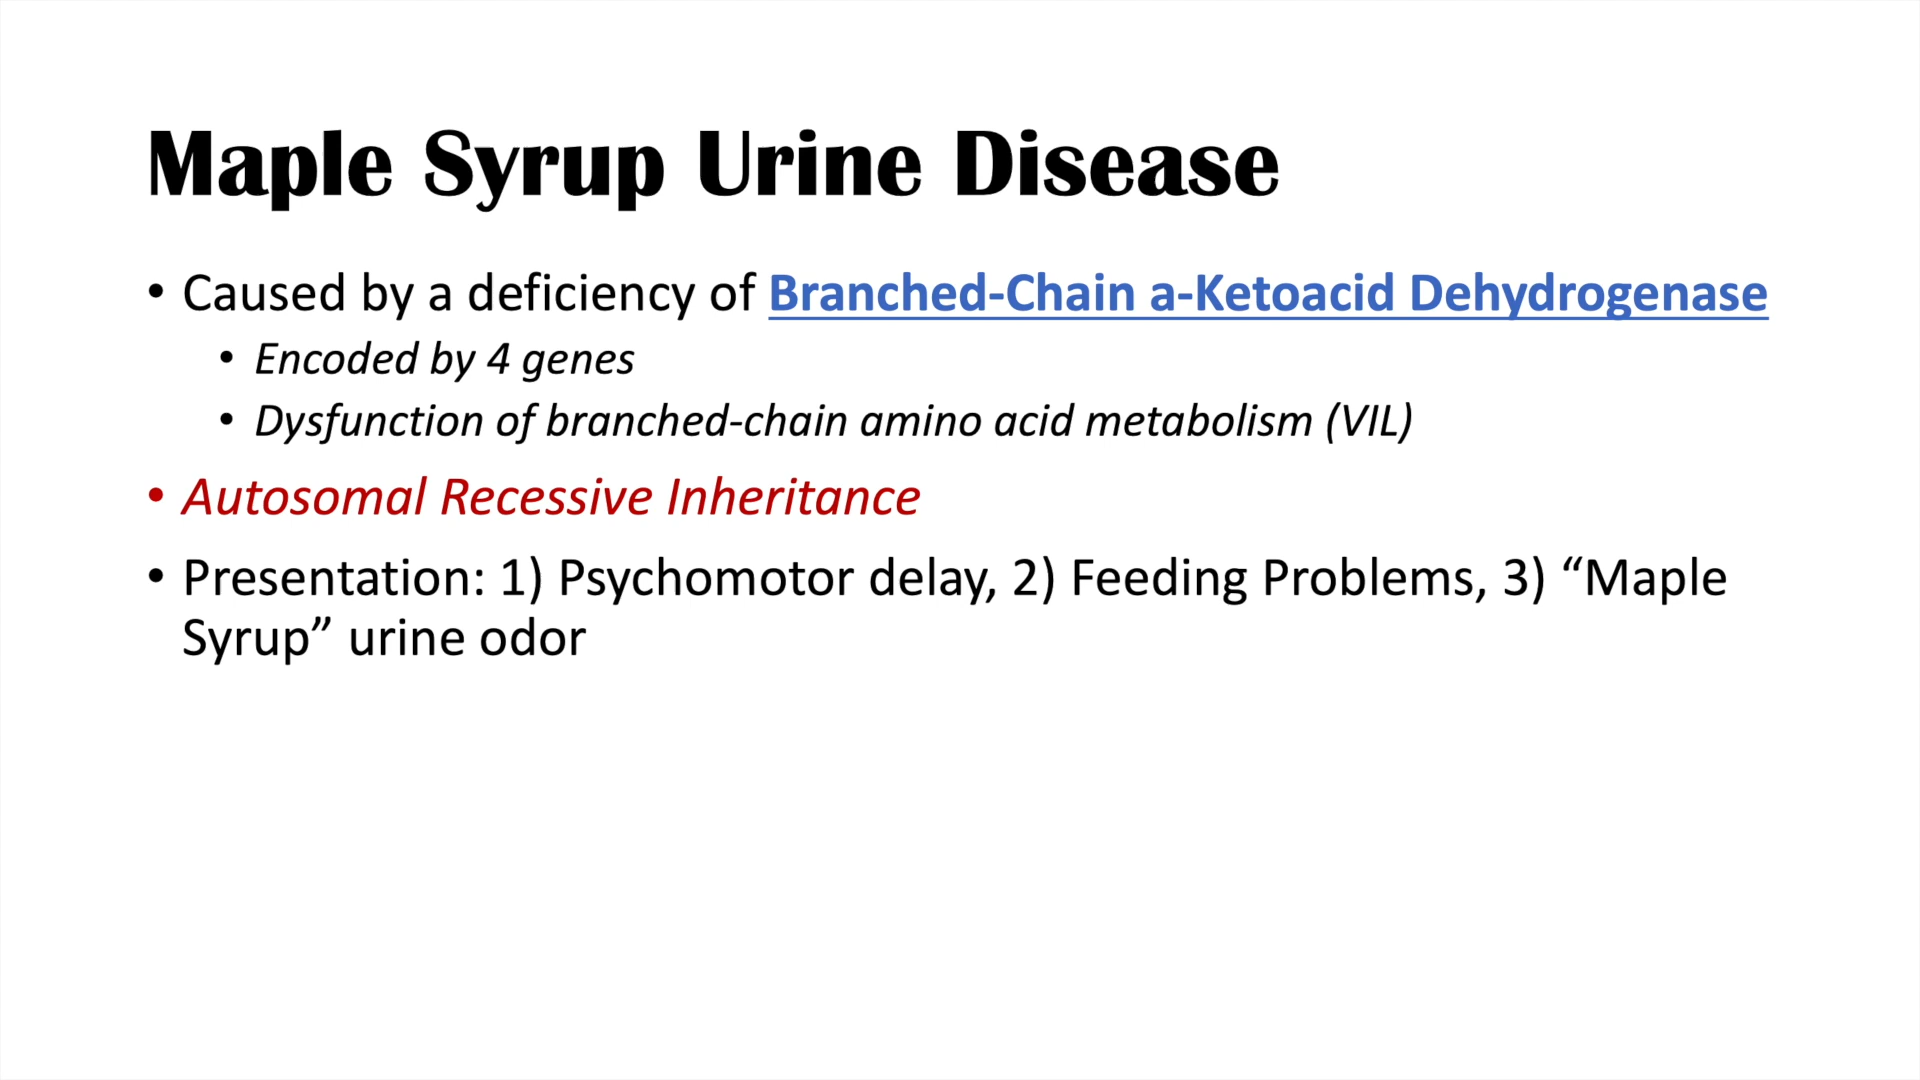 Maple Syrup Urine Disease
• Caused by a deficiency of Branched-Chain a-Ketoacid Dehydrogenase
• Encoded by 4 genes
• Dysfunction of branched-chain amino acid metabolism (VIL)
• Autosomal Recessive Inheritance
• Presentation: 1) Psychomotor delay, 2) Feeding Problems, 3) “Maple
Syrup” urine odor